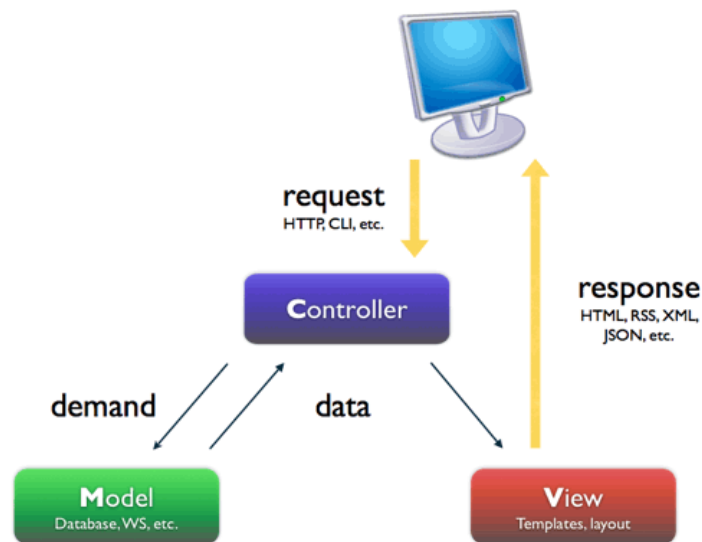 request
HTTP, CLI, etc.
Controller
response
HTML, RSS, XML,
JSON, etc.
demand
data
Model
Database, WS, etc.
View
Templates, layout